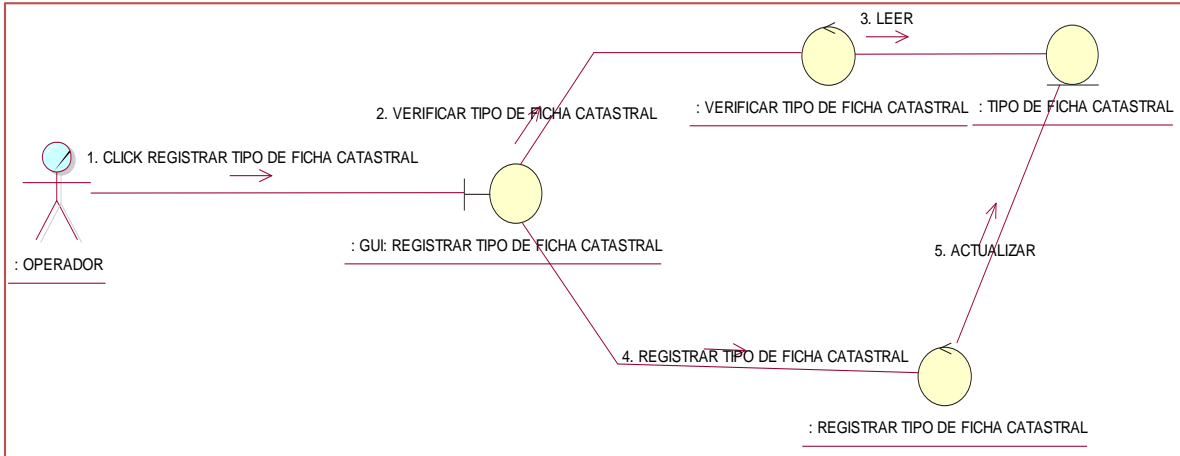 3. LEER
2. VERIFICAR TIPO DE FICHA CATASTRAL
: VERIFICAR TIPO DE FICHA CATASTRAL
: TIPO DE FICHA CATASTRAL
1. CLICK REGISTRAR TIPO DE FICHA CATASTRAL
: GUI: REGISTRAR TIPO DE FICHA CATASTRAL
5. ACTUALIZAR
: OPERADOR
4. REGISTRAR TIPO DE FICHA CATASTRAL
: REGISTRAR TIPO DE FICHA CATASTRAL